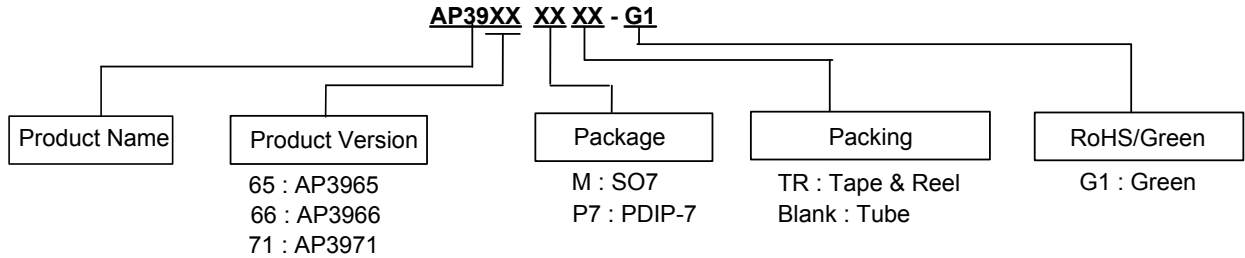 AP39XX XX XX - G1
Product Name
Product Version
Package
Packing
RoHS/Green
65 : AP3965
66 : AP3966
71 : AP3971
M : SO7
P7 : PDIP-7
TR : Tape & Reel
Blank : Tube
G1 : Green